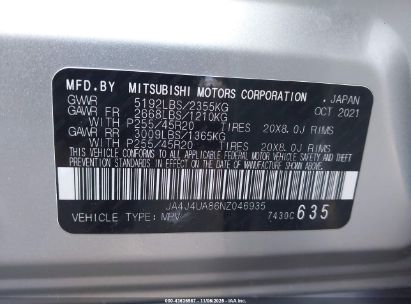 MFD.BY MITSUBISHI MOTORS CORPORATION , JAPAN
GVWR 5192LBS/2355KG OCT 2021
GAWR FR 2668LBS/1210KG
WITH P255/45R20 TIRES 20X8.0J RIMS
GAWR RR 3009LBS/1365KG
WITH P255/45R20 TIRES 20X8.0J RIMS
THIS VEHICLE CONFORMS TO ALL APPLICABLE FEDERAL MOTOR VEHICLE SAFETY AND THEFT
PREVENTION STANDARDS IN EFFECT ON THE DATE OF MANUFACTURE SHOWN ABOVE.
JA4J4UA86NZ046935
VEHICLE TYPE: MPV 7430C 635